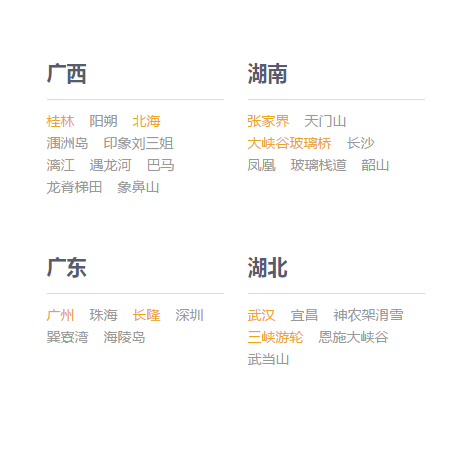 广西
桂林 阳朔 北海
涠洲岛 印象刘三姐
漓江 遇龙河 巴马
龙脊梯田 象鼻山
湖南
张家界 天门山
大峡谷玻璃桥 长沙
凤凰 玻璃栈道 韶山
广东
广州 珠海 长隆 深圳
巽寮湾 海陵岛
湖北
武汉 宜昌 神农架滑雪
三峡游轮 恩施大峡谷
武当山